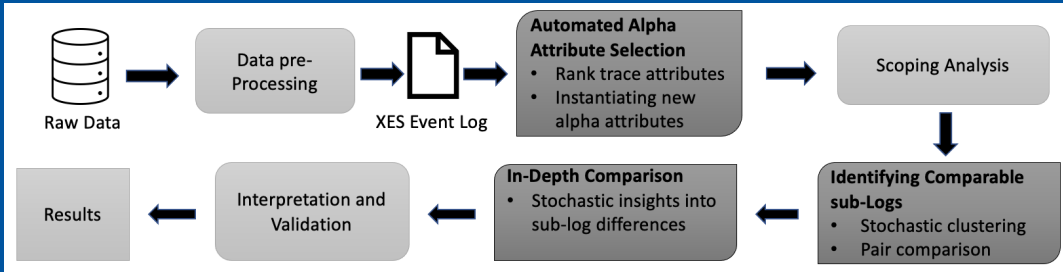 Raw Data
Data pre-
Processing
XES Event Log
Automated Alpha
Attribute Selection
• Rank trace attributes
• Instantiating new
alpha attributes
Scoping Analysis
Identifying Comparable
sub-Logs
• Stochastic clustering
• Pair comparison
In-Depth Comparison
• Stochastic insights into
sub-log differences
Interpretation and
Validation
Results